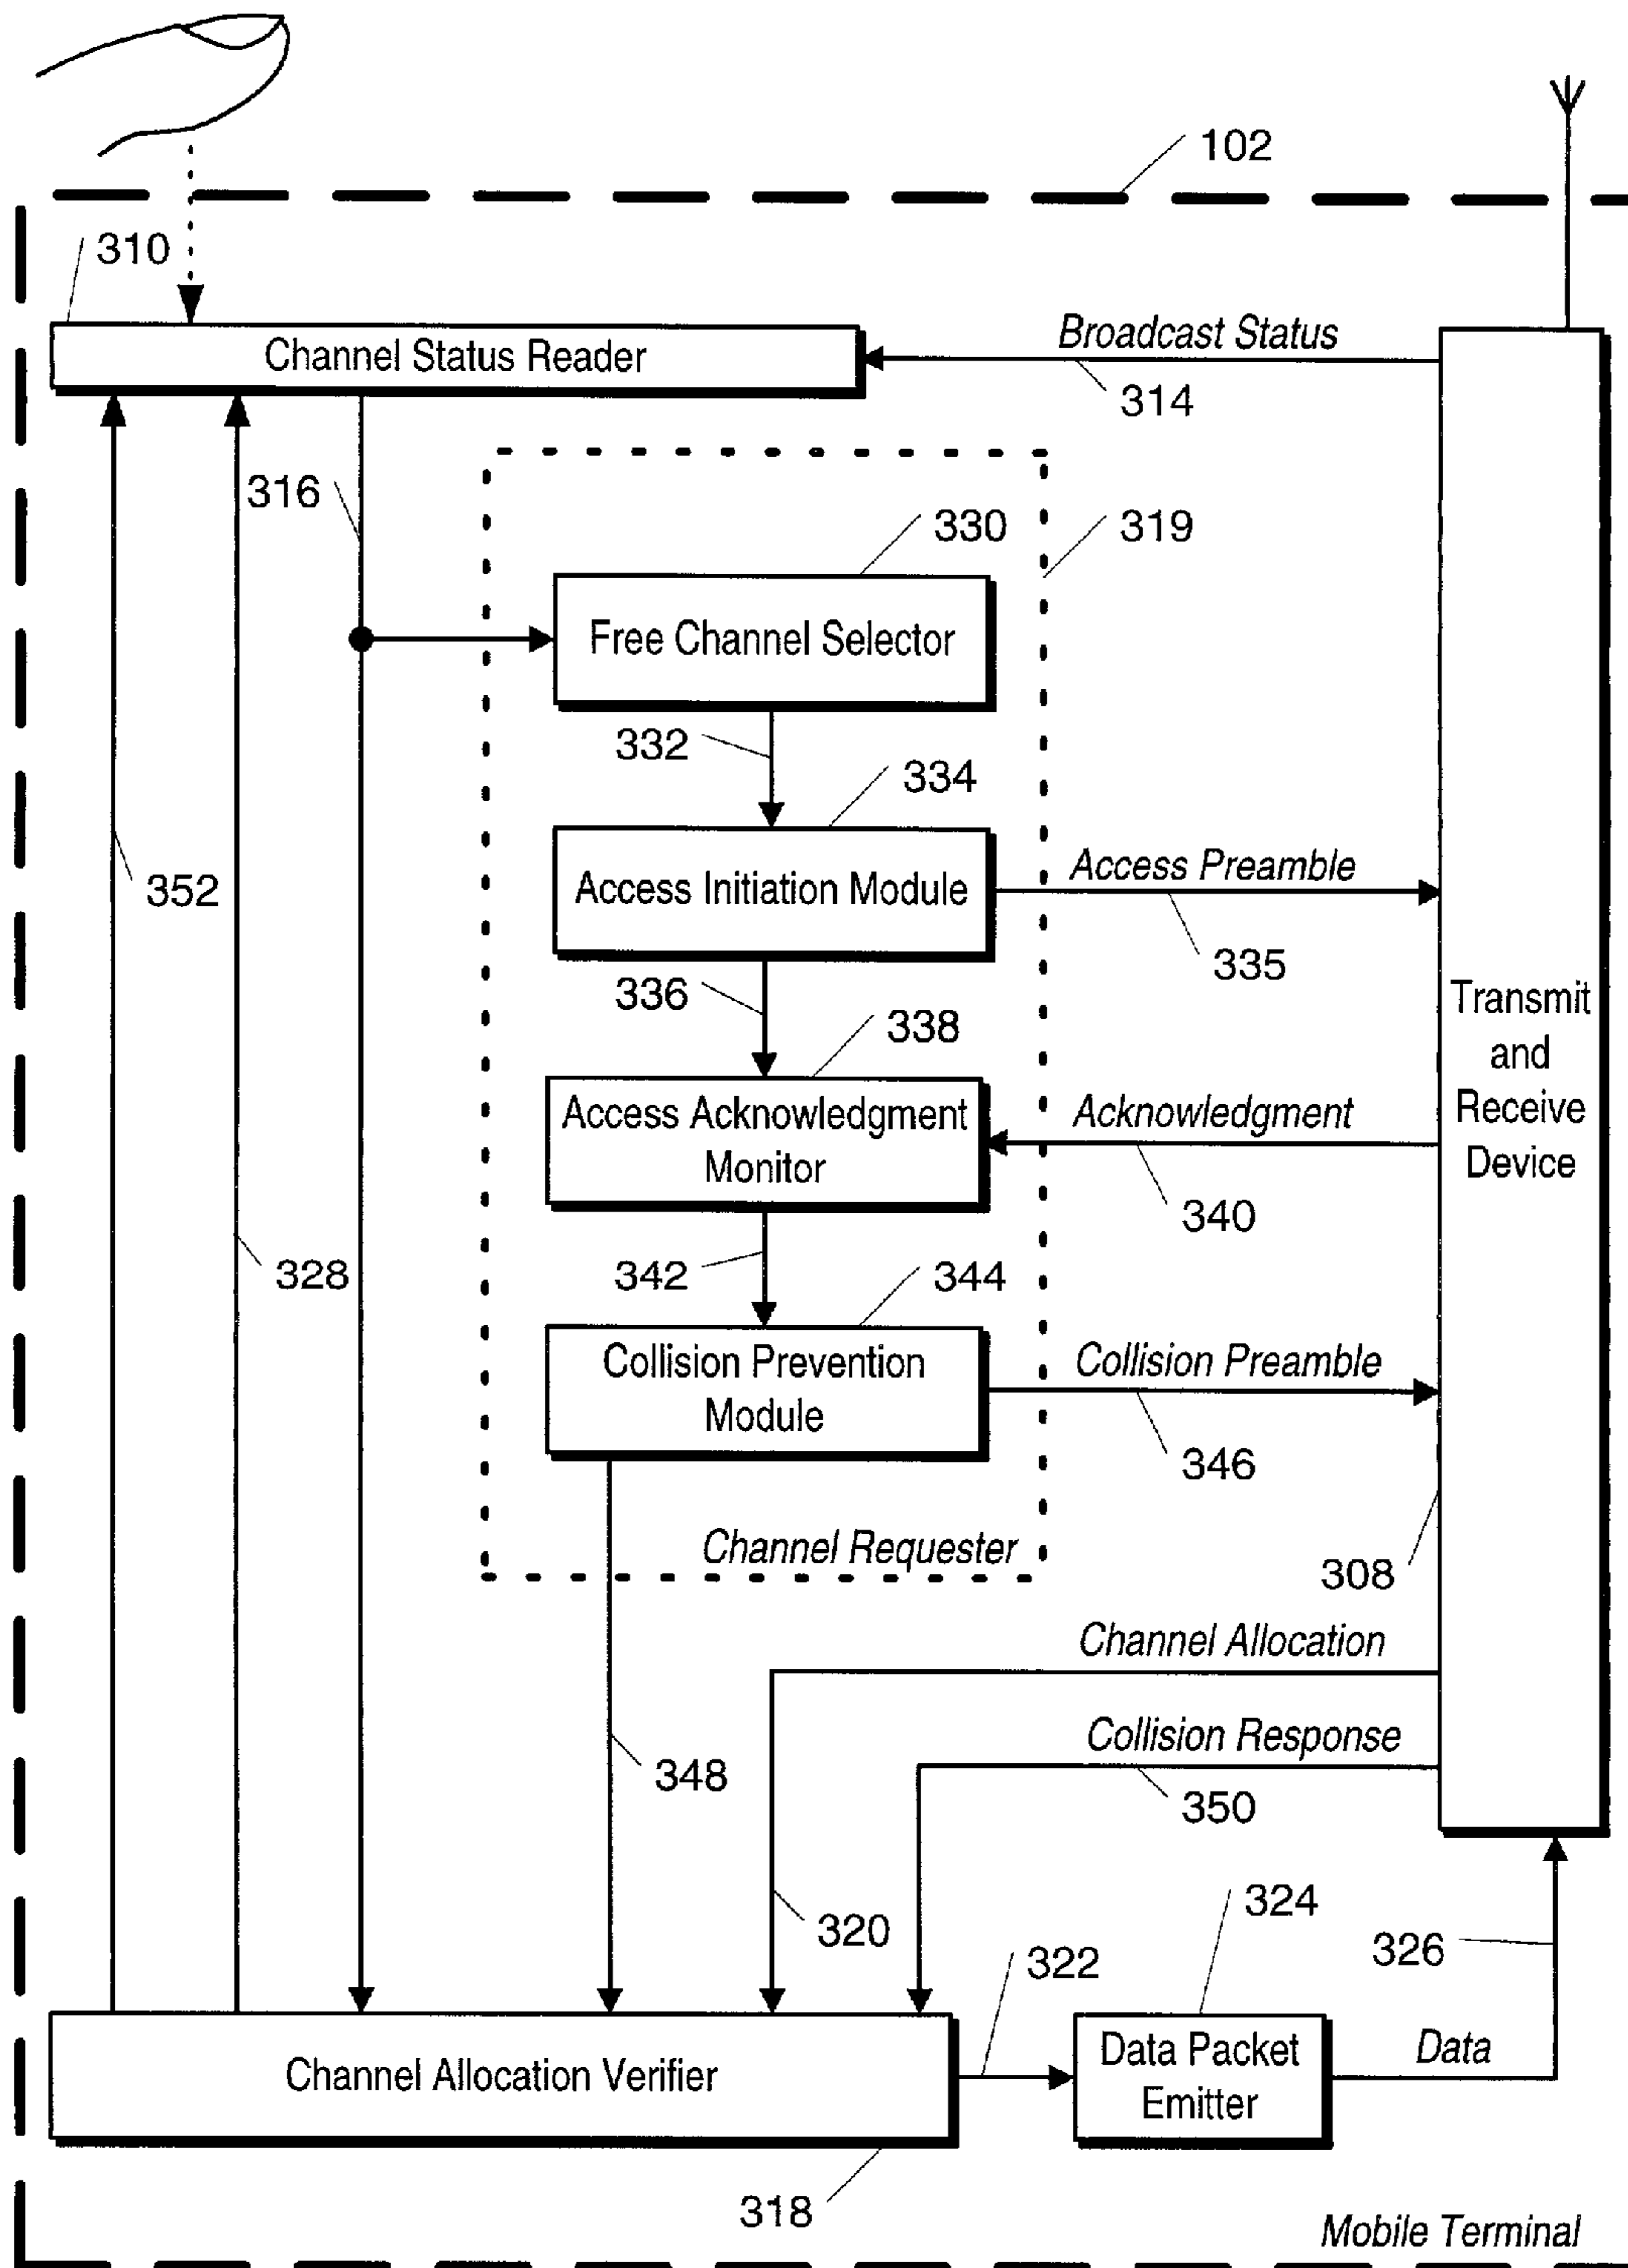 102
310
Channel Status Reader
Broadcast Status
314
316
330
319
Free Channel Selector
332
334
352
Access Initiation Module
Access Preamble
335
336
338
Transmit
and
Receive
Device
Access Acknowledgment
Monitor
Acknowledgment
340
328
342
344
Collision Prevention
Module
Collision Preamble
346
Channel Requester
308
Channel Allocation
Collision Response
348
350
320
324
322
326
Channel Allocation Verifier
Data Packet
Emitter
Data
318
Mobile Terminal